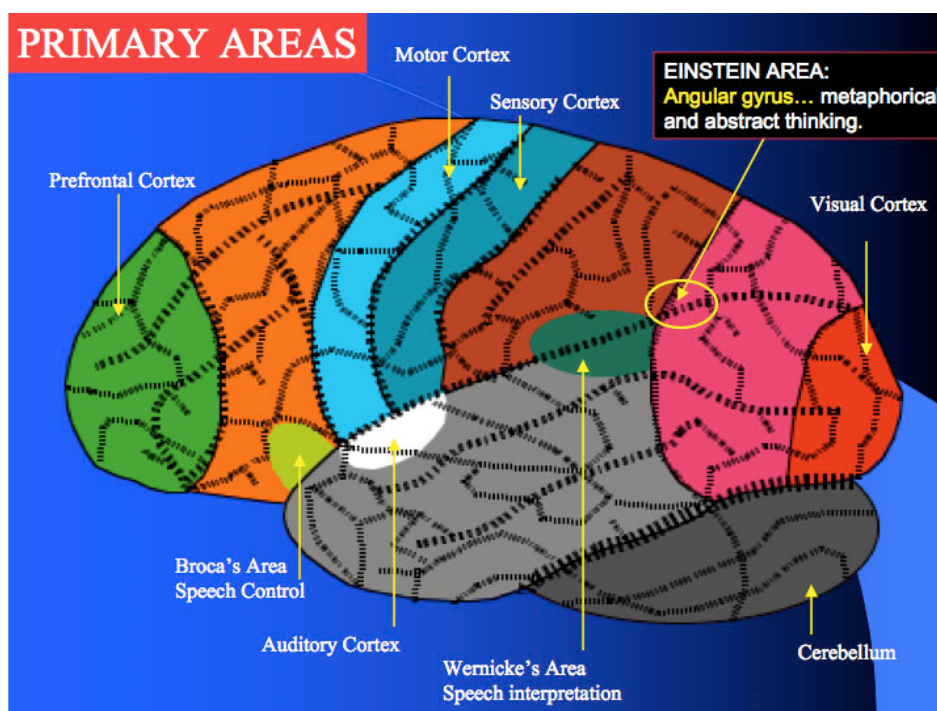 PRIMARY AREAS
Motor Cortex
Sensory Cortex
EINSTEIN AREA:
Angular gyrus... metaphorical
and abstract thinking.
Prefrontal Cortex
Visual Cortex
Broca's Area
Speech Control
Auditory Cortex
Wernicke's Area
Speech interpretation
Cerebellum